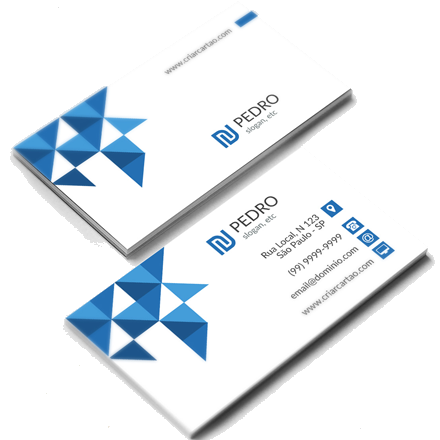 www.criarcartao.com
PEDRO
slogan, etc
PEDRO
slogan, etc
Rua Local, N 123
São Paulo - SP
(99) 9999-9999
email@dominio.com
www.criarcartao.com